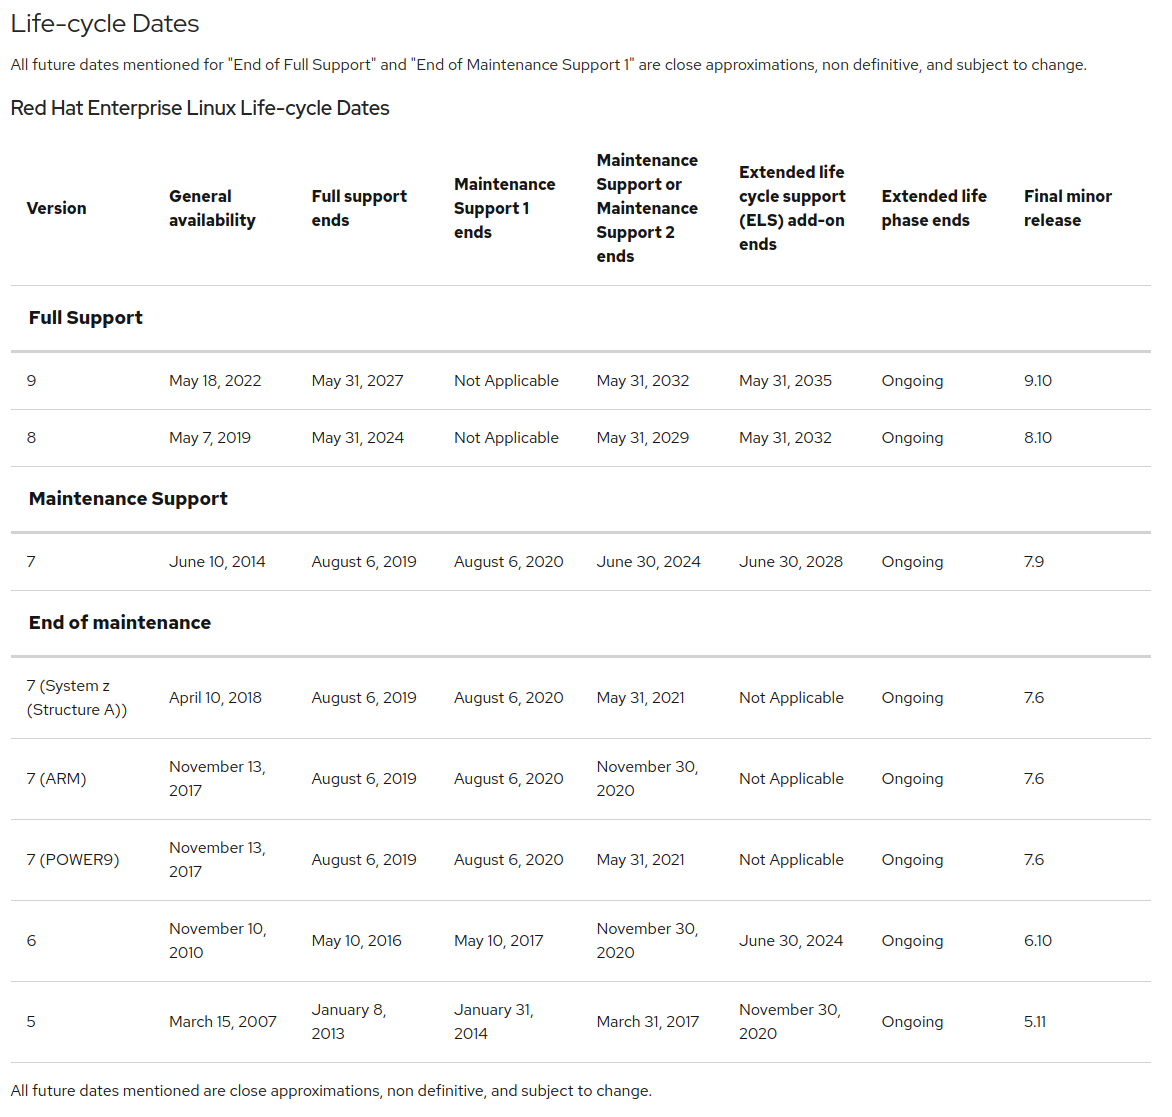 Life-cycle Dates
All future dates mentioned for "End of Full Support" and "End of Maintenance Support 1" are close approximations, non definitive, and subject to change.
Red Hat Enterprise Linux Life-cycle Dates
Version
General
availability
Full support
ends
Maintenance
Support 1
ends
Maintenance
Support or
Maintenance
Support 2
ends
Extended life
cycle support
(ELS) add-on
ends
Extended life
phase ends
Final minor
release
Full Support
9 May 18, 2022 May 31, 2027 Not Applicable May 31, 2032 May 31, 2035 Ongoing 9.10
8 May 7, 2019 May 31, 2024 Not Applicable May 31, 2029 May 31, 2032 Ongoing 8.10
Maintenance Support
7 June 10, 2014 August 6, 2019 August 6, 2020 June 30, 2024 June 30, 2028 Ongoing 7.9
End of maintenance
7 (System z
(Structure A))
April 10, 2018 August 6, 2019 August 6, 2020 May 31, 2021 Not Applicable Ongoing 7.6
7 (ARM)
November 13,
2017
August 6, 2019 August 6, 2020
November 30,
2020
Not Applicable Ongoing 7.6
7 (POWER9)
November 13,
2017
August 6, 2019 August 6, 2020 May 31, 2021 Not Applicable Ongoing 7.6
6
November 10,
2010
May 10, 2016 May 10, 2017
November 30,
2020
June 30, 2024 Ongoing 6.10
5 March 15, 2007
January 8,
2013
January 31,
2014
March 31, 2017
November 30,
2020
Ongoing 5.11
All future dates mentioned are close approximations, non definitive, and subject to change.